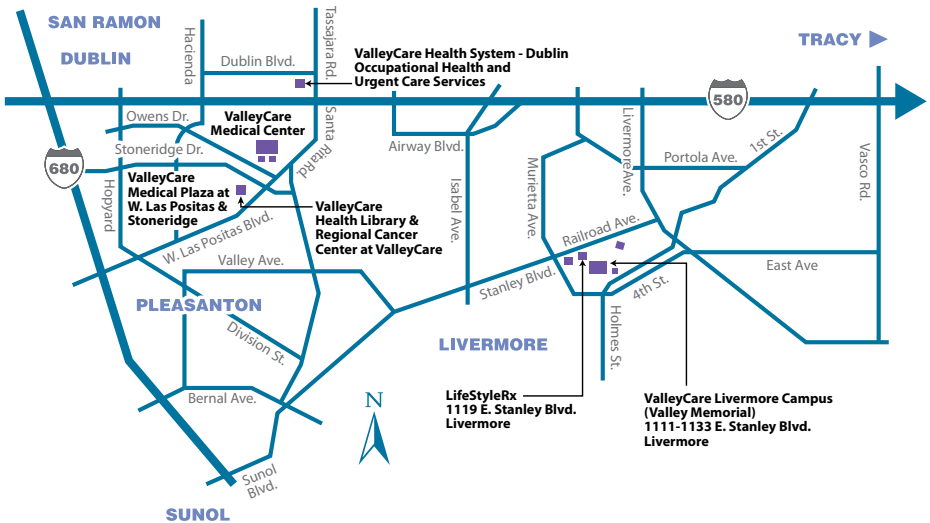 SAN RAMON
DUBLIN
Hacienda
Tassajara Rd.
Dublin Blvd.
ValleyCare Health System - Dublin
Occupational Health and
Urgent Care Services
TRACY
580
Owens Dr.
ValleyCare
Medical Center
Santa
Rita Rd.
Stoneridge Dr.
680
Airway Blvd.
Livermore Ave.
1st St.
Portola Ave.
Vasco Rd.
Hopyard
ValleyCare
Medical Plaza at
W. Las Positas &
Stoneridge
ValleyCare
Health Library &
Regional Cancer
Center at ValleyCare
Isabel Ave.
Murietta Ave.
W. Las Positas Blvd.
Railroad Ave.
Valley Ave.
Stanley Blvd.
East Ave
4th St.
PLEASANTON
Division St.
LIVERMORE
Holmes St.
Bernal Ave.
N
LifeStyleRx
1119 E. Stanley Blvd.
Livermore
ValleyCare Livermore Campus
(Valley Memorial)
1111-1133 E. Stanley Blvd.
Livermore
Sunol
Blvd.
SUNOL